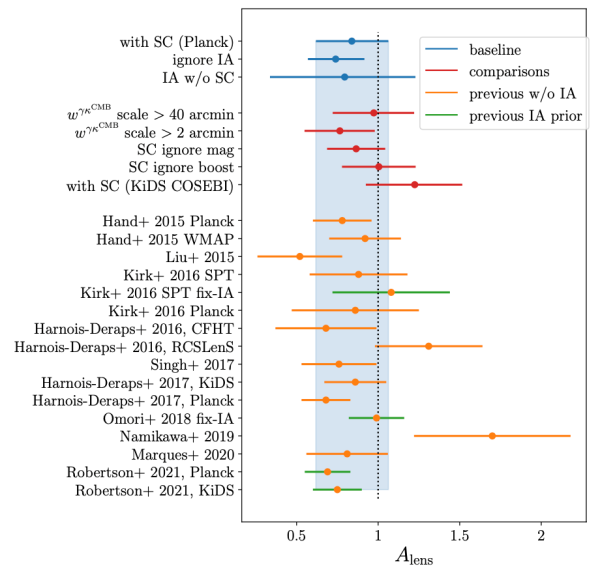 with SC (Planck)
ignore IA
IA w/o SC
w^{γκ^{CMB}} scale > 40 arcmin
w^{γκ^{CMB}} scale > 2 arcmin
SC ignore mag
SC ignore boost
with SC (KiDS COSEBI)
Hand+ 2015 Planck
Hand+ 2015 WMAP
Liu+ 2015
Kirk+ 2016 SPT
Kirk+ 2016 SPT fix-IA
Kirk+ 2016 Planck
Harnois-Deraps+ 2016, CFHT
Harnois-Deraps+ 2016, RCSLenS
Singh+ 2017
Harnois-Deraps+ 2017, KiDS
Harnois-Deraps+ 2017, Planck
Omori+ 2018 fix-IA
Namikawa+ 2019
Marques+ 2020
Robertson+ 2021, Planck
Robertson+ 2021, KiDS
baseline
comparisons
previous w/o IA
previous IA prior
0.5 1 1.5 2
A_{lens}